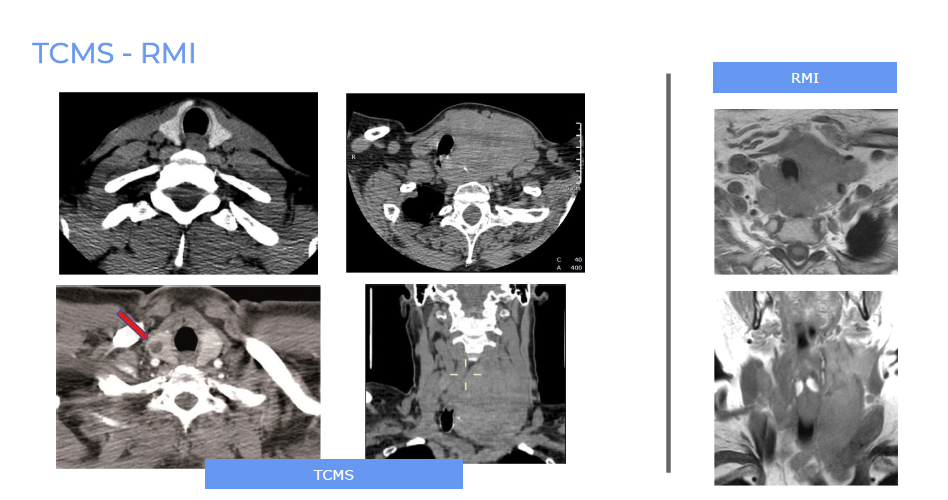 TCMS - RMI
RMI
R
C 40
A 400
TCMS